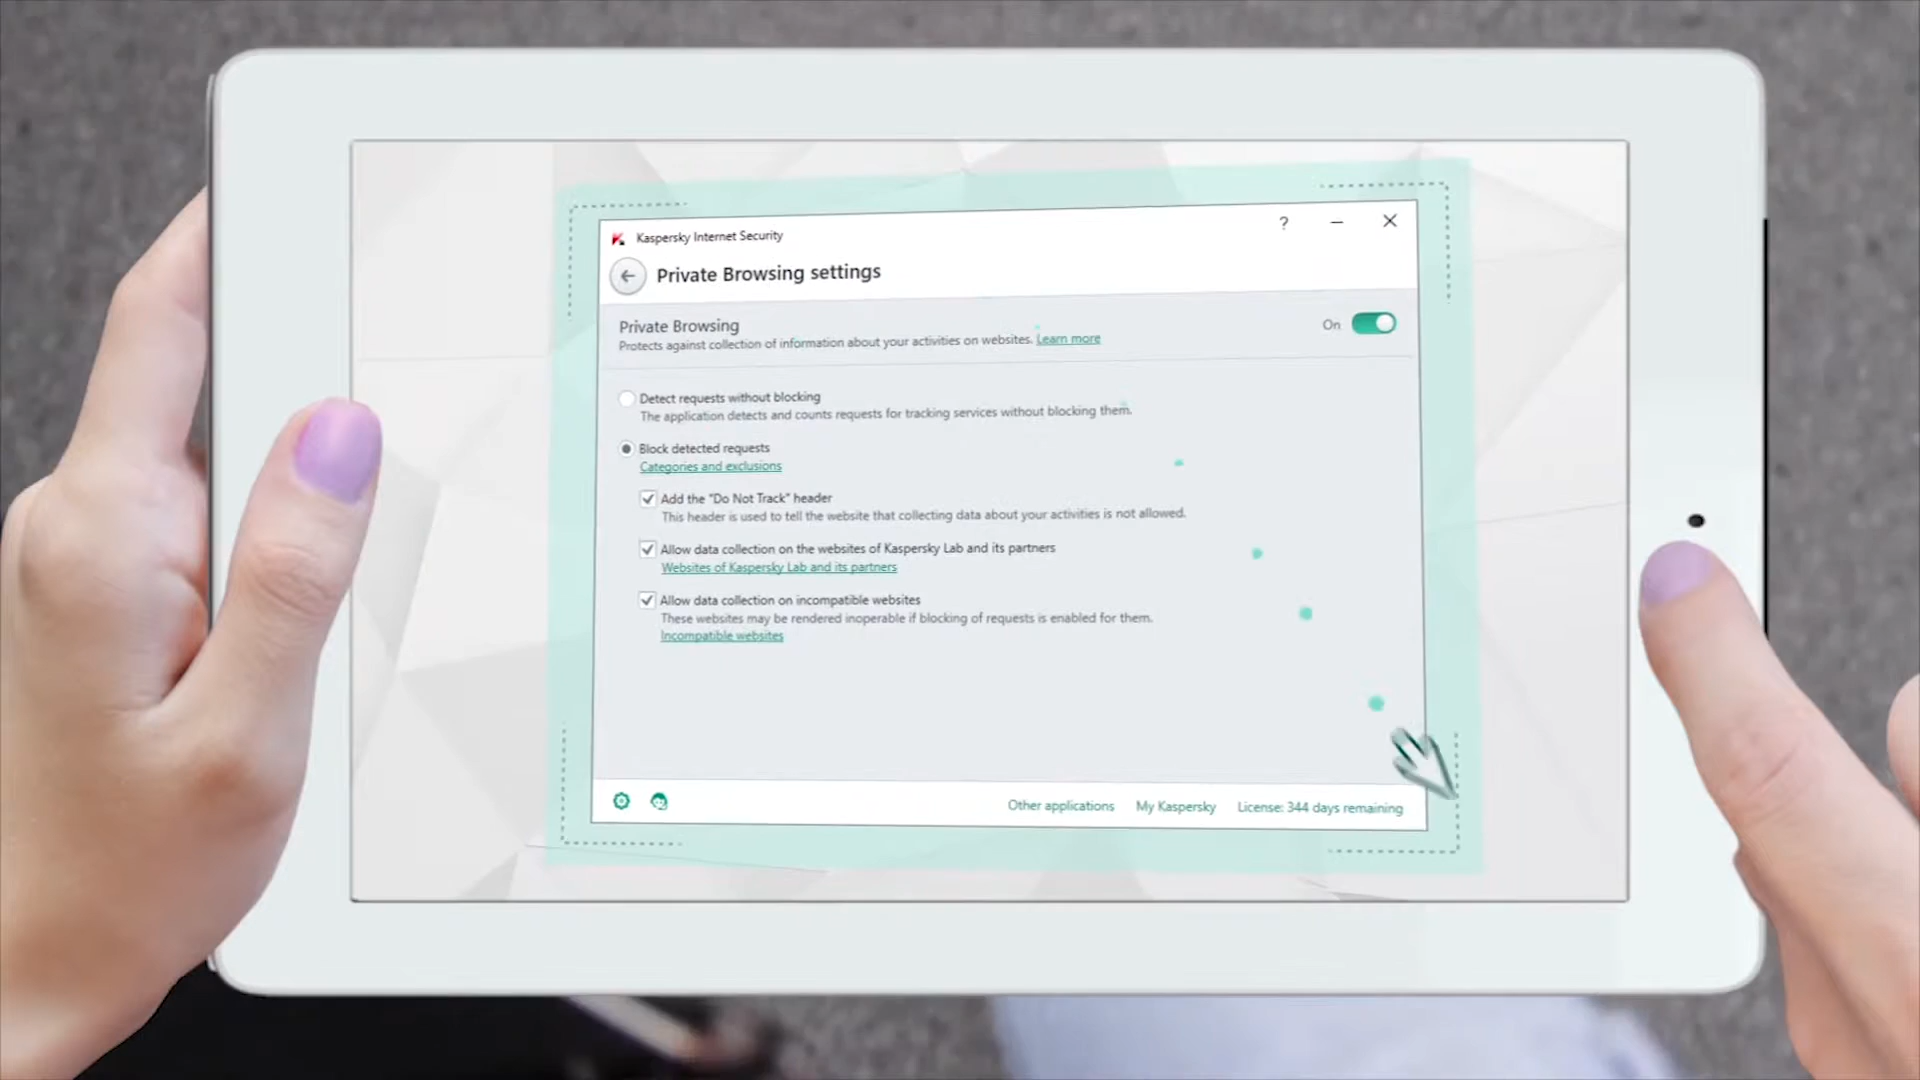 Kaspersky Internet Security
?
Private Browsing settings
Private Browsing
On
Protects against collection of information about your activities on websites. Learn more
Detect requests without blocking
The application detects and counts requests for tracking services without blocking them.
Block detected requests
Categories and exclusions
Add the "Do Not Track" header
This header is used to tell the website that collecting data about your activities is not allowed.
Allow data collection on the websites of Kaspersky Lab and its partners
Websites of Kaspersky Lab and its partners
Allow data collection on incompatible websites
These websites may be rendered inoperable if blocking of requests is enabled for them.
Incompatible websites
Other applications My Kaspersky License: 344 days remaining